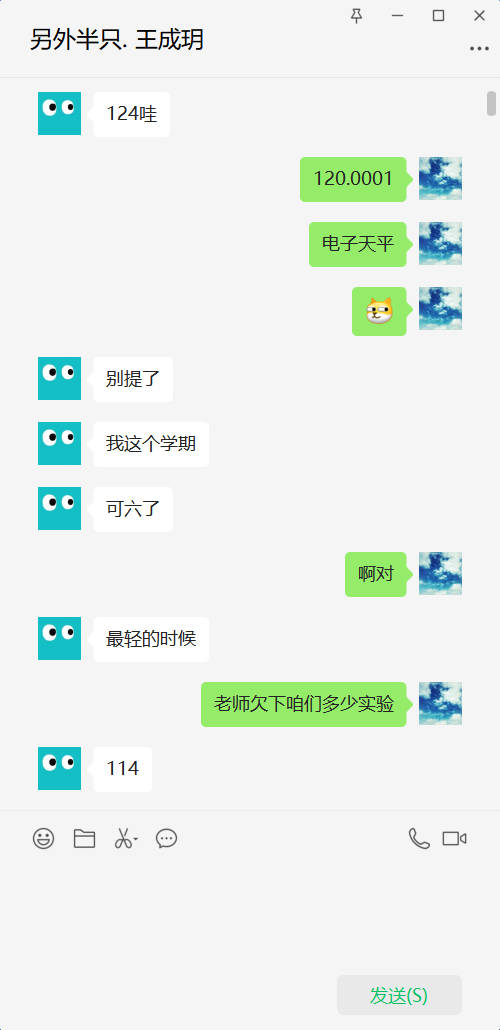 另外半只. 王成玥
124哇
120.0001
电子天平
别提了
我这个学期
可六了
啊对
最轻的时候
老师欠下咱们多少实验
114
发送(S)